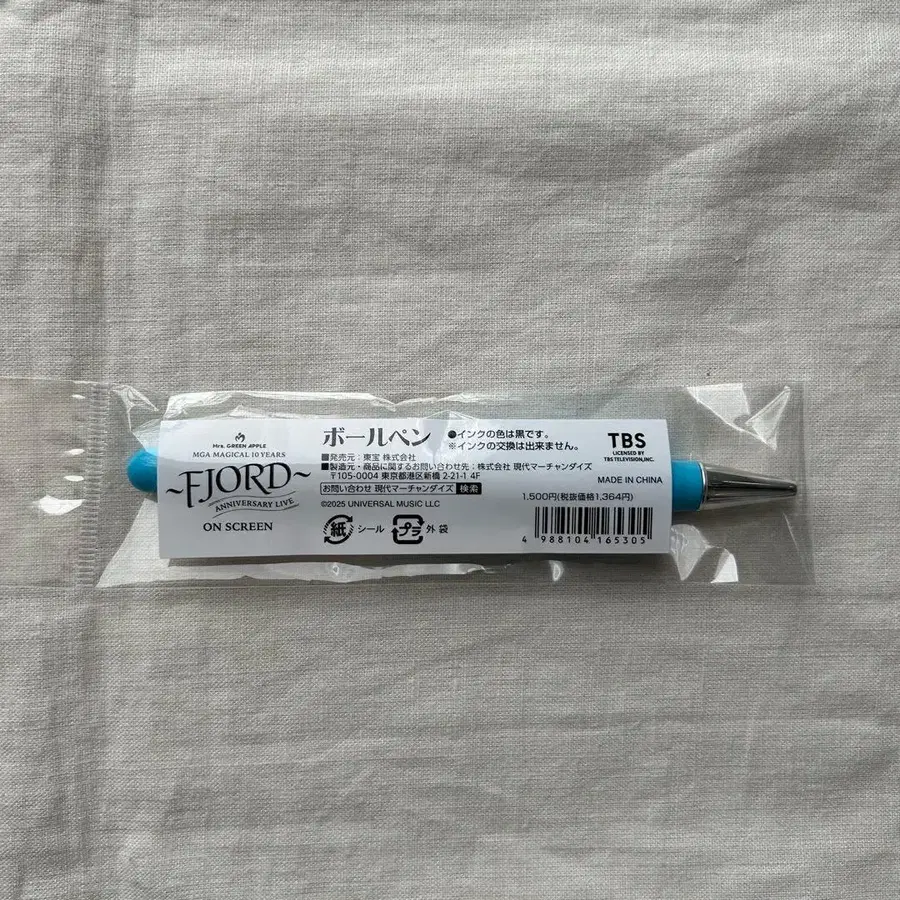 Mrs. GREEN APPLE
MGA MAGICAL 10 YEARS
~FJORD~
ANNIVERSARY LIVE
ON SCREEN
ボールペン
●インクの色は黒です。
※インクの交換は出来ません。
■発売元：東宝 株式会社
■製造元・商品に関するお問い合わせ先：株式会社 現代マーチャンダイズ
〒105-0004 東京都港区新橋 2-21-1 4F
お問い合わせ 現代マーチャンダイズ 検索
©2025 UNIVERSAL MUSIC LLC
紙 シール プラ 外袋
TBS
LICENSED BY
TBS TELEVISION,INC.
MADE IN CHINA
1,500円(税抜価格1,364円)
4 988104 165305